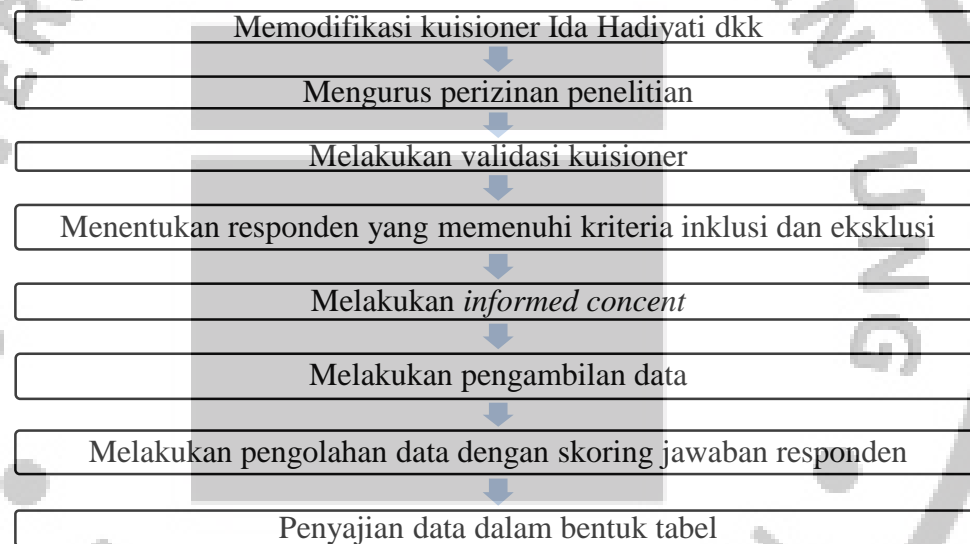 Memodifikasi kuisioner Ida Hadiyati dkk
Mengurus perizinan penelitian
Melakukan validasi kuisioner
Menentukan responden yang memenuhi kriteria inklusi dan eksklusi
Melakukan informed concent
Melakukan pengambilan data
Melakukan pengolahan data dengan skoring jawaban responden
Penyajian data dalam bentuk tabel
NDUNG